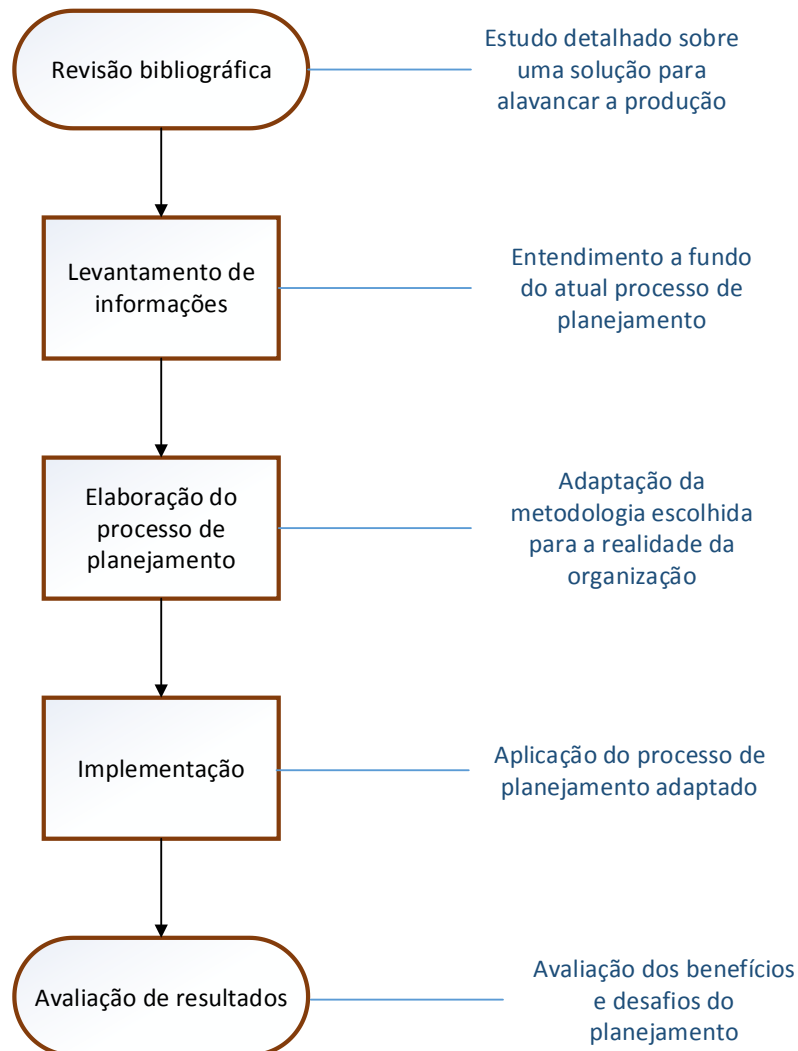 Revisão bibliográfica
Estudo detalhado sobre
uma solução para
alavancar a produção
Levantamento de
informações
Entendimento a fundo
do atual processo de
planejamento
Elaboração do
processo de
planejamento
Adaptação da
metodologia escolhida
para a realidade da
organização
Implementação
Aplicação do processo de
planejamento adaptado
Avaliação de resultados
Avaliação dos benefícios
e desafios do
planejamento